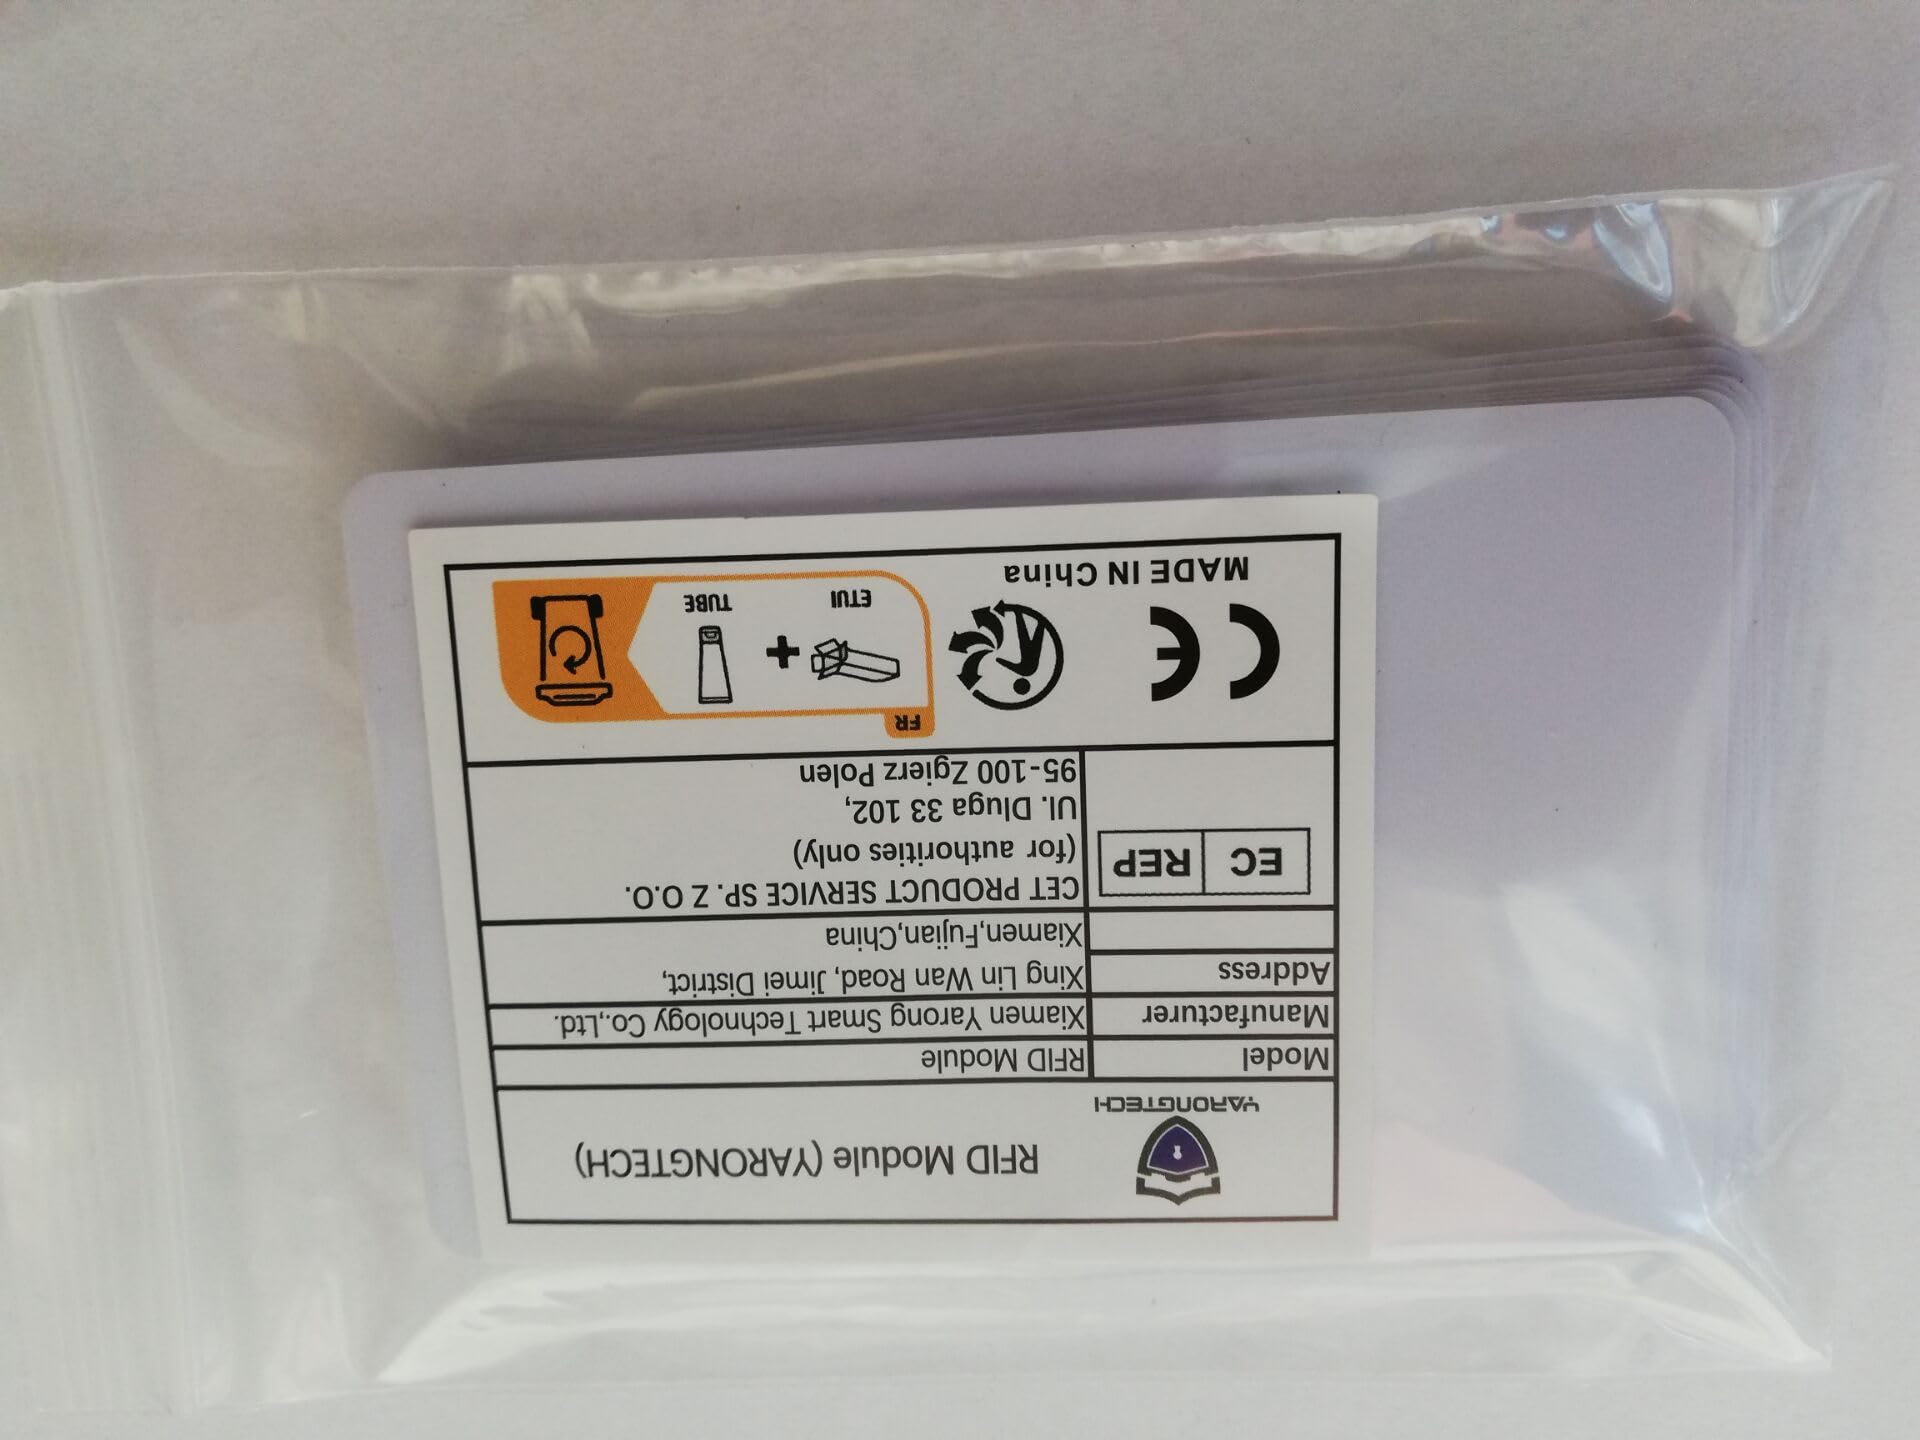 YARONGTECH
RFID Module (YARONGTECH)
Model RFID Module
Manufacturer Xiamen Yarong Smart Technology Co.,Ltd.
Address Xing Lin Wan Road, Jimei District,
Xiamen,Fujian,China
EC REP
CET PRODUCT SERVICE SP. Z O.O.
(for authorities only)
Ul. Dluga 33 102,
95-100 Zgierz Polen
CE
MADE IN China
FR
ETUI
+
TUBE